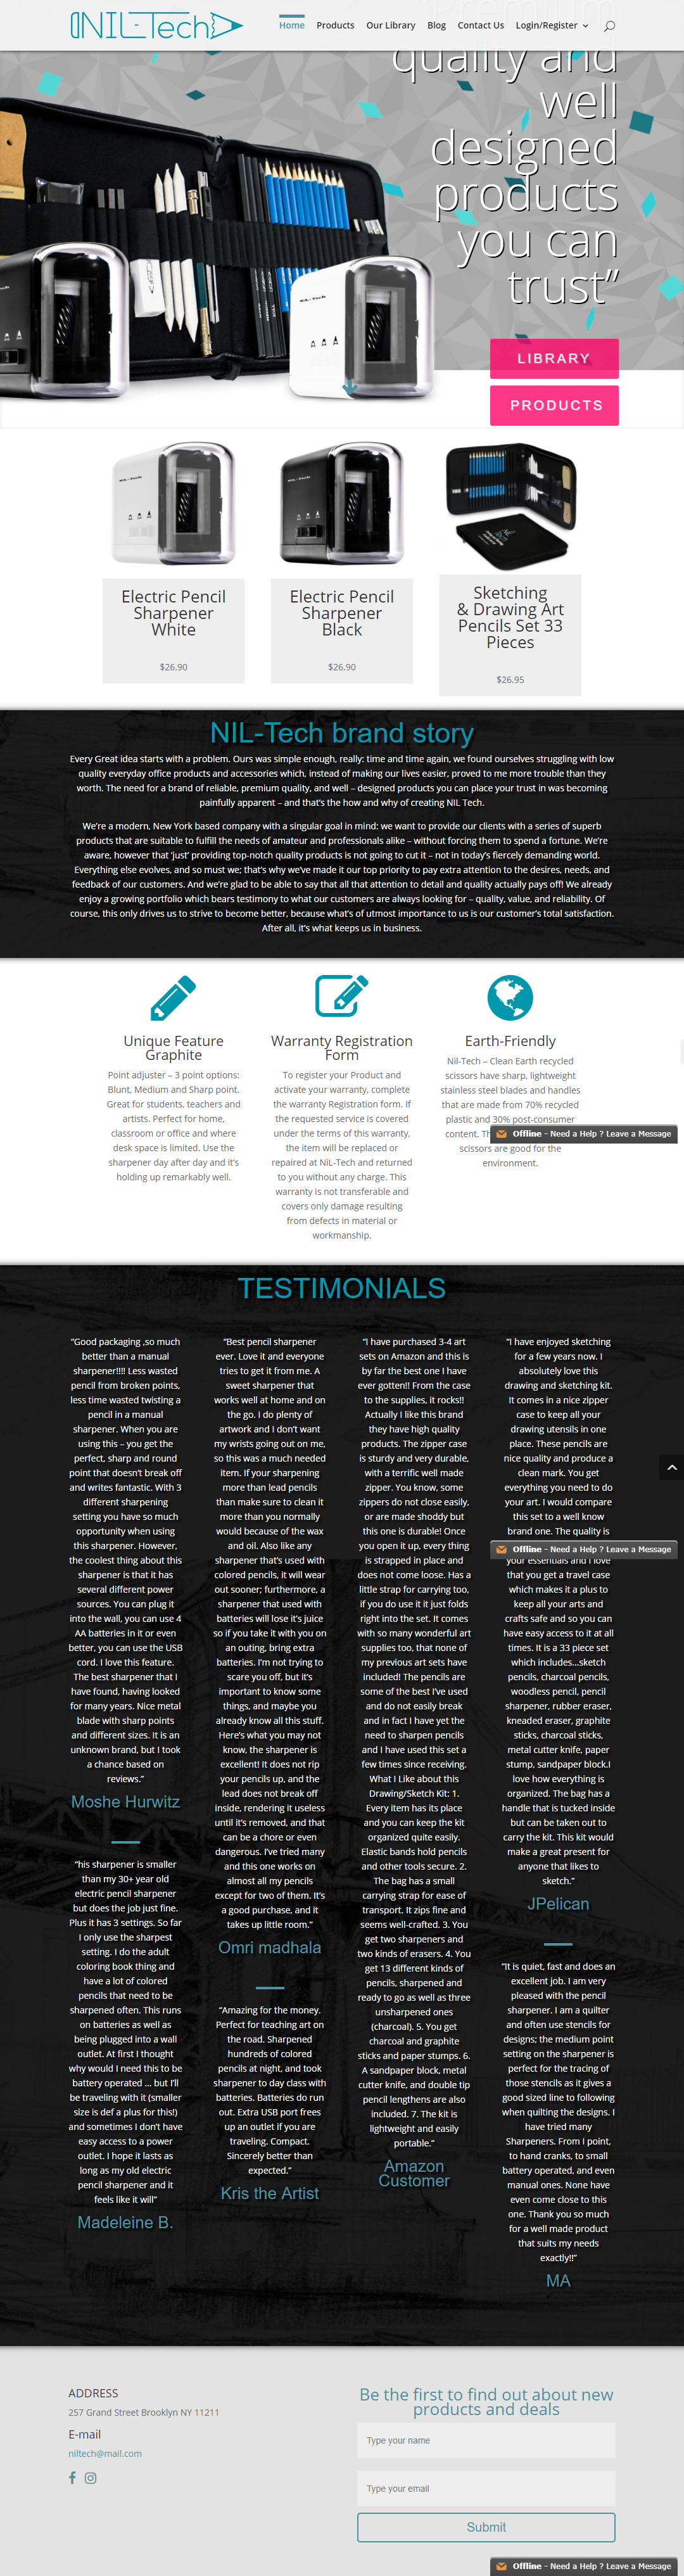 NIL-Tech
Home Products Our Library Blog Contact Us Login/Register
"Premium
quality and
well
designed
products
you can
trust”
LIBRARY
PRODUCTS
Electric Pencil
Sharpener
White
$26.90
Electric Pencil
Sharpener
Black
$26.90
Sketching
& Drawing Art
Pencils Set 33
Pieces
$26.95
NIL-Tech brand story
Every Great idea starts with a problem. Ours was simple enough, really: time and time again, we found ourselves struggling with low
quality everyday office products and accessories which, instead of making our lives easier, proved to me more trouble than they
worth. The need for a brand of reliable, premium quality, and well – designed products you can place your trust in was becoming
painfully apparent – and that’s the how and why of creating NIL Tech.
We’re a modern, New York based company with a singular goal in mind: we want to provide our clients with a series of superb
products that are suitable to fulfill the needs of amateur and professionals alike – without forcing them to spend a fortune. We’re
aware, however that ‘just’ providing top-notch quality products is not going to cut it – not in today’s fiercely demanding world.
Everything else evolves, and so must we; that’s why we’ve made it our top priority to pay extra attention to the desires, needs, and
feedback of our customers. And we’re glad to be able to say that all that attention to detail and quality actually pays off! We already
enjoy a growing portfolio which bears testimony to what our customers are always looking for – quality, value, and reliability. Of
course, this only drives us to strive to become better, because what’s of utmost importance to us is our customer’s total satisfaction.
After all, it’s what keeps us in business.
Unique Feature
Graphite
Point adjuster – 3 point options:
Blunt, Medium and Sharp point.
Great for students, teachers and
artists. Perfect for home,
classroom or office and where
desk space is limited. Use the
sharpener day after day and it’s
holding up remarkably well.
Warranty Registration
Form
To register your Product and
activate your warranty, complete
the warranty Registration form. If
the requested service is covered
under the terms of this warranty,
the item will be replaced or
repaired at NiL-Tech and returned
to you without any charge. This
warranty is not transferable and
covers only damage resulting
from defects in material or
workmanship.
Earth-Friendly
Nil-Tech – Clean Earth recycled
scissors have sharp, lightweight
stainless steel blades and handles
that are made from 70% recycled
plastic and 30% post-consumer
content. Th
scissors are good for the
environment.
Offline - Need a Help ? Leave a Message
TESTIMONIALS
“Good packaging ,so much
better than a manual
sharpener!!!! Less wasted
pencil from broken points,
less time wasted twisting a
pencil in a manual
sharpener. When you are
using this – you get the
perfect, sharp and round
point that doesn’t break off
and writes fantastic. With 3
different sharpening
setting you have so much
opportunity when using
this sharpener. However,
the coolest thing about this
sharpener is that it has
several different power
sources. You can plug it
into the wall, you can use 4
AA batteries in it or even
better, you can use the USB
cord. I love this feature.
The best sharpener that I
have found, having looked
for many years. Nice metal
blade with sharp points
and different sizes. It is an
unknown brand, but I took
a chance based on
reviews.”
Moshe Hurwitz
“his sharpener is smaller
than my 30+ year old
electric pencil sharpener
but does the job just fine.
Plus it has 3 settings. So far
I only use the sharpest
setting. I do the adult
coloring book thing and
have a lot of colored
pencils that need to be
sharpened often. This runs
on batteries as well as
being plugged into a wall
outlet. At first I thought
why would I need this to be
battery operated ... but I’ll
be traveling with it (smaller
size is def a plus for this!)
and sometimes I don’t have
easy access to a power
outlet. I hope it lasts as
long as my old electric
pencil sharpener and it
feels like it will”
Madeleine B.
“Best pencil sharpener
ever. Love it and everyone
tries to get it from me. A
sweet sharpener that
works well at home and on
the go. I do plenty of
artwork and I don’t want
my wrists going out on me,
so this was a much needed
item. If your sharpening
more than lead pencils
than make sure to clean it
more than you normally
would because of the wax
and oil. Also like any
sharpener that’s used with
colored pencils, it will wear
out sooner; furthermore, a
sharpener that used with
batteries will lose it’s juice
so if you take it with you on
an outing, bring extra
batteries. I’m not trying to
scare you off, but it’s
important to know some
things, and maybe you
already know all this stuff.
Here’s what you may not
know, the sharpener is
excellent! It does not rip
your pencils up, and the
lead does not break off
inside, rendering it useless
until it’s removed, and that
can be a chore or even
dangerous. I’ve tried many
and this one works on
almost all my pencils
except for two of them. It’s
a good purchase, and it
takes up little room.”
Omri madhala
“Amazing for the money.
Perfect for teaching art on
the road. Sharpened
hundreds of colored
pencils at night, and took
sharpener to day class with
batteries. Batteries do run
out. Extra USB port frees
up an outlet if you are
traveling. Compact.
Sincerely better than
expected.”
Kris the Artist
“I have purchased 3-4 art
sets on Amazon and this is
by far the best one I have
ever gotten!! From the case
to the supplies, it rocks!!
Actually I like this brand
they have high quality
products. The zipper case
is sturdy and very durable,
with a terrific well made
zipper. You know, some
zippers do not close easily,
or are made shoddy but
this one is durable! Once
you open it up, every thing
is strapped in place and
does not come loose. Has a
little strap for carrying too,
if you do use it it just folds
right into the set. It comes
with so many wonderful art
supplies too, that none of
my previous art sets have
included! The pencils are
some of the best I’ve used
and do not easily break
and in fact I have yet the
need to sharpen pencils
and I have used this set a
few times since receiving.
What I Like about this
Drawing/Sketch Kit: 1.
Every item has its place
and you can keep the kit
organized quite easily.
Elastic bands hold pencils
and other tools secure. 2.
The bag has a small
carrying strap for ease of
transport. It zips fine and
seems well-crafted. 3. You
get two sharpeners and
two kinds of erasers. 4. You
get 13 different kinds of
pencils, sharpened and
ready to go as well as three
unsharpened ones
(charcoal). 5. You get
charcoal and graphite
sticks and paper stumps. 6.
A sandpaper block, metal
cutter knife, and double tip
pencil lengthens are also
included. 7. The kit is
lightweight and easily
portable.”
Amazon
Customer
“I have enjoyed sketching
for a few years now. I
absolutely love this
drawing and sketching kit.
It comes in a nice zipper
case to keep all your
drawing utensils in one
place. These pencils are
nice quality and produce a
clean mark. You get
everything you need to do
your art. I would compare
this set to a well know
brand one. The quality is
Offline - Need a Help ? Leave a Message
your essentials and I love
that you get a travel case
which makes it a plus to
keep all your arts and
crafts safe and so you can
have easy access to it at all
times. It is a 33 piece set
which includes...sketch
pencils, charcoal pencils,
woodless pencil, pencil
sharpener, rubber eraser,
kneaded eraser, graphite
sticks, charcoal sticks,
metal cutter knife, paper
stump, sandpaper block.I
love how everything is
organized. The bag has a
handle that is tucked inside
but can be taken out to
carry the kit. This kit would
make a great present for
anyone that likes to
sketch.”
JPelican
“It is quiet, fast and does an
excellent job. I am very
pleased with the pencil
sharpener. I am a quilter
and often use stencils for
designs; the medium point
setting on the sharpener is
perfect for the tracing of
those stencils as it gives a
good sized line to following
when quilting the designs. I
have tried many
Sharpeners. From I point,
to hand cranks, to small
battery operated, and even
manual ones. None have
even come close to this
one. Thank you so much
for a well made product
that suits my needs
exactly!!”
MA
ADDRESS
257 Grand Street Brooklyn NY 11211
E-mail
niltech@mail.com
Be the first to find out about new
products and deals
Type your name
Type your email
Submit
Offline - Need a Help ? Leave a Message